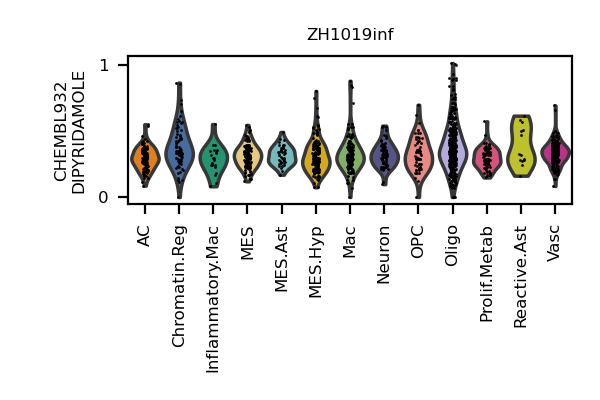 ZH1019inf
CHEMBL932
DIPYRIDAMOLE
1
0
AC
Chromatin.Reg
Inflammatory.Mac
MES
MES.Ast
MES.Hyp
Mac
Neuron
OPC
Oligo
Prolif.Metab
Reactive.Ast
Vasc